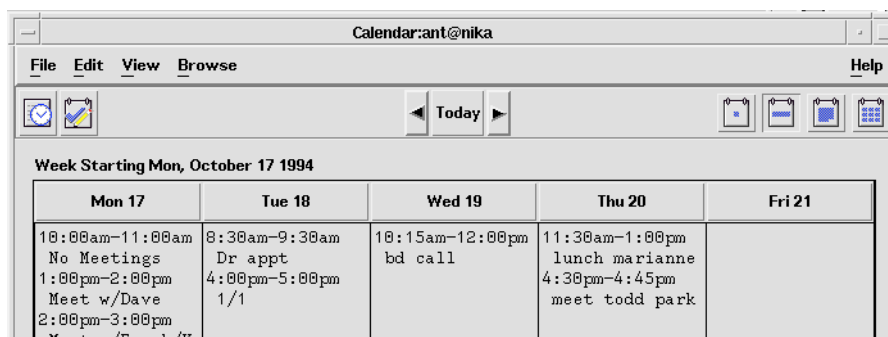 Calendar:ant@nika
File Edit View Browse Help
Today
Week Starting Mon, October 17 1994
Mon 17 Tue 18 Wed 19 Thu 20 Fri 21
10:00am-11:00am
No Meetings
1:00pm-2:00pm
Meet w/Dave
2:00pm-3:00pm
8:30am-9:30am
Dr appt
4:00pm-5:00pm
1/1
10:15am-12:00pm
bd call
11:30am-1:00pm
lunch marianne
4:30pm-4:45pm
meet todd park